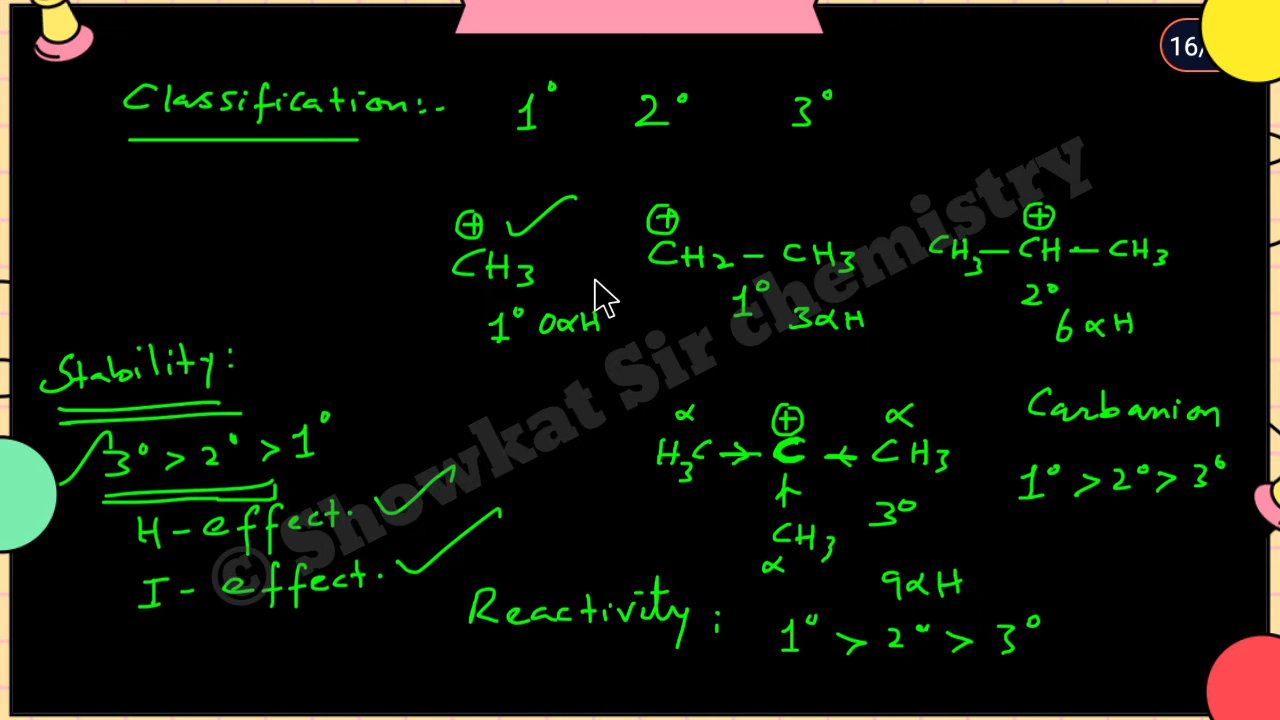 16/
Classification:- 1° 2° 3°
⊕ ⊕ ⊕
CH3 CH2 – CH3 CH3 – CH – CH3
1° 0αH 1° 3αH 2°
6αH
Stability:
3° > 2° > 1°
H-effect.
I-effect.
α ⊕ α
H3C → C ← CH3
3°
CH3
α
9αH
Carbanion
1° > 2° > 3°
Reactivity: 1° > 2° > 3°
© Showkat Sir chemistry